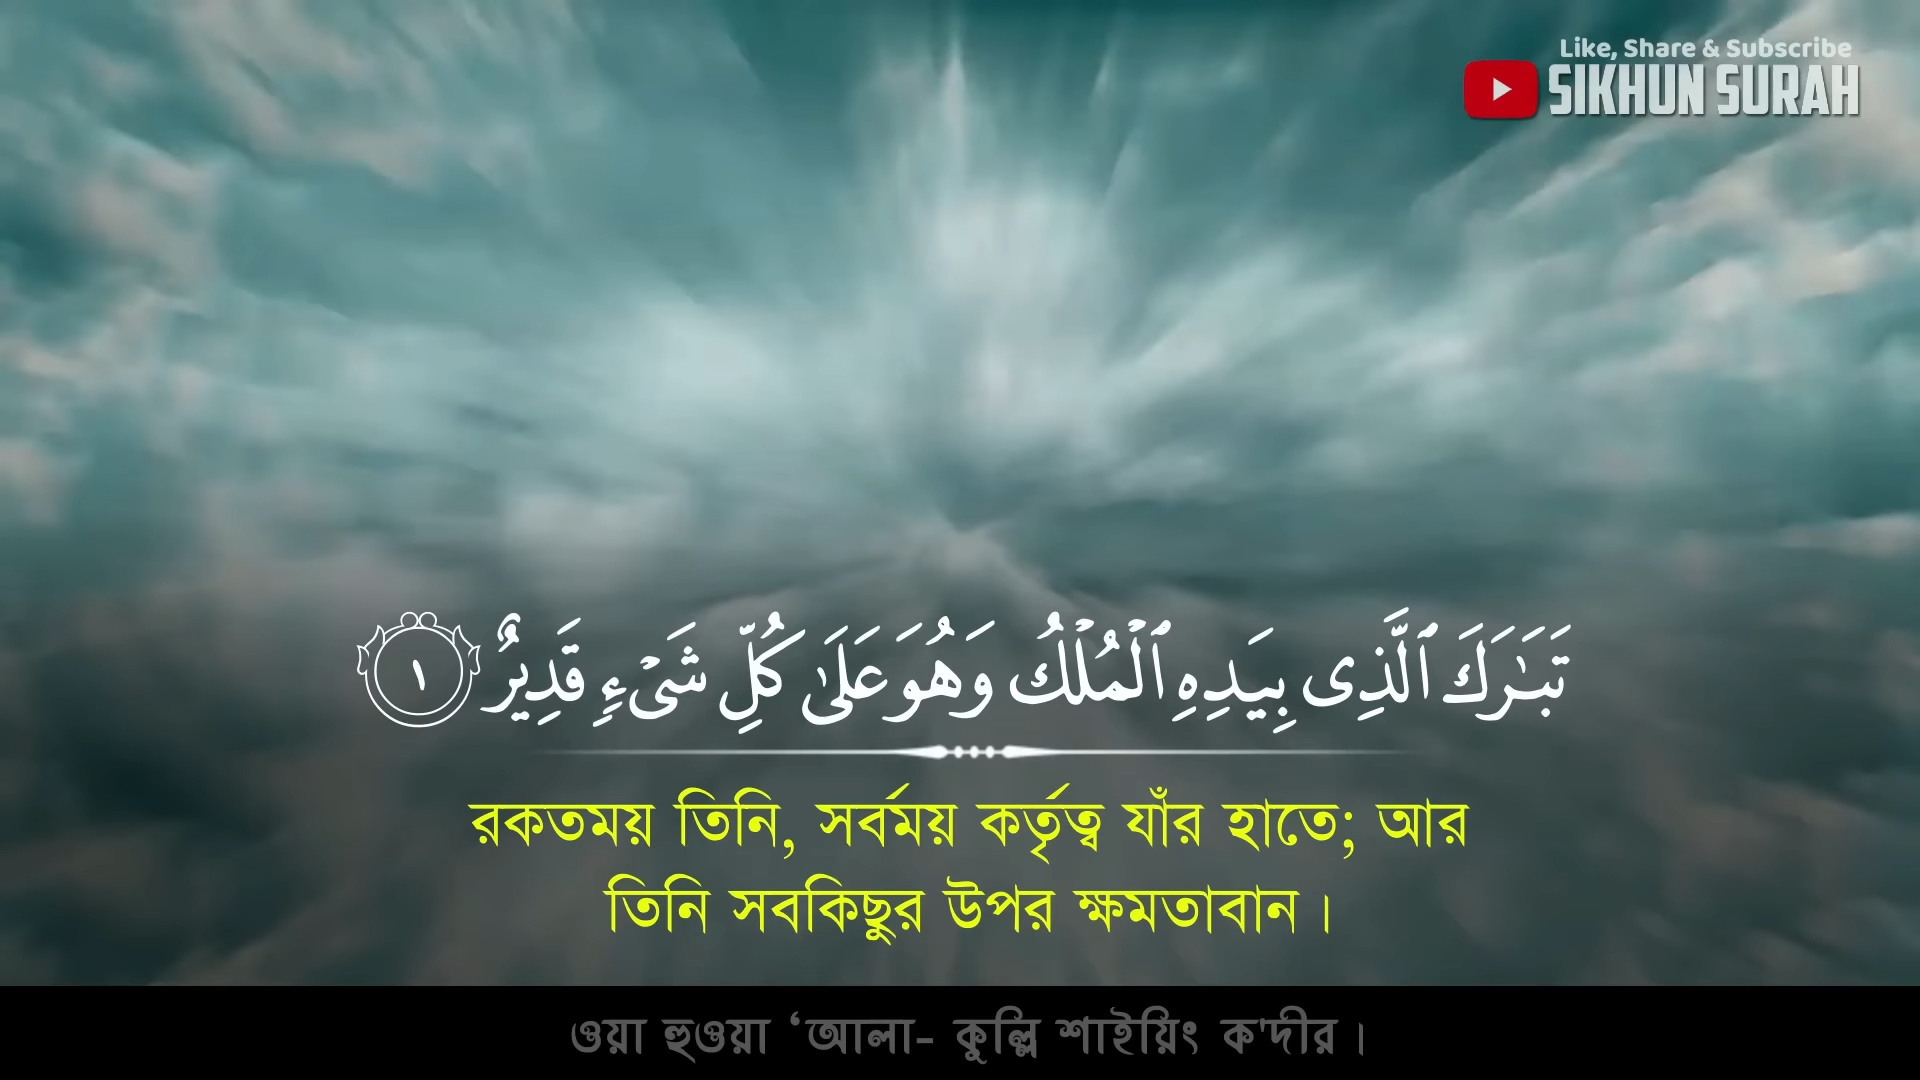 Like, Share & Subscribe
SIKHUN SURAH
تَبَـٰرَكَ ٱلَّذِى بِيَدِهِ ٱلْمُلْكُ وَهُوَ عَلَىٰ كُلِّ شَىْءٍ قَدِيرٌ ١
রকতময় তিনি, সর্বময় কর্তৃত্ব যাঁর হাতে; আর
তিনি সবকিছুর উপর ক্ষমতাবান।
ওয়া হুওয়া ‘আলা- কুল্লি শাইয়িং ক'দীর।